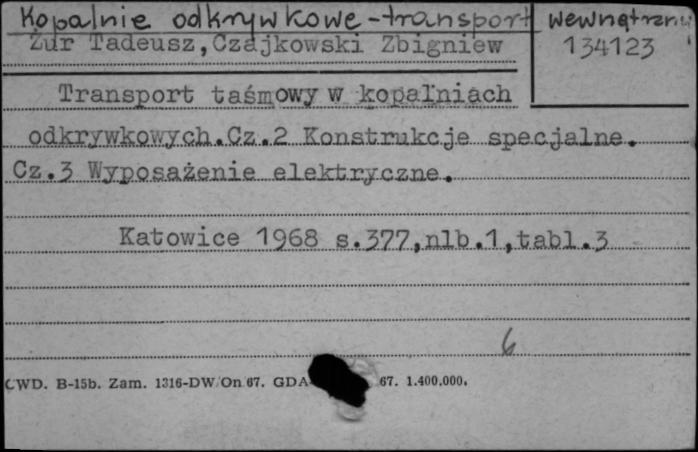 Kopalnie odkrywkowe - transport wewnątrzny
Żur Tadeusz, Czajkowski Zbigniew
134123
Transport taśmowy w kopalniach
odkrywkowych. Cz.2 Konstrukcje specjalne.
Cz.3 Wyposażenie elektryczne.
Katowice 1968 s.377, nlb.1, tabl.3
6
CWD. B-15b. Zam. 1316-DW/On 67. GDA 67. 1.400.000.